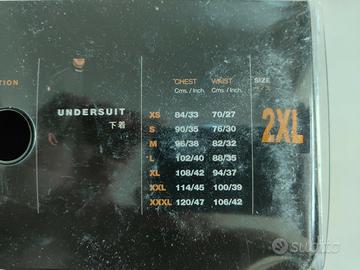 TION
UNDERSUIT
下着
CHEST WAIST
Cms. / Inch. Cms. / Inch.
XS 84/33 70/27
S 90/35 76/30
M 96/38 82/32
L 102/40 88/35
XL 108/42 94/37
XXL 114/45 100/39
XXXL 120/47 106/42
SIZE
2XL
subito